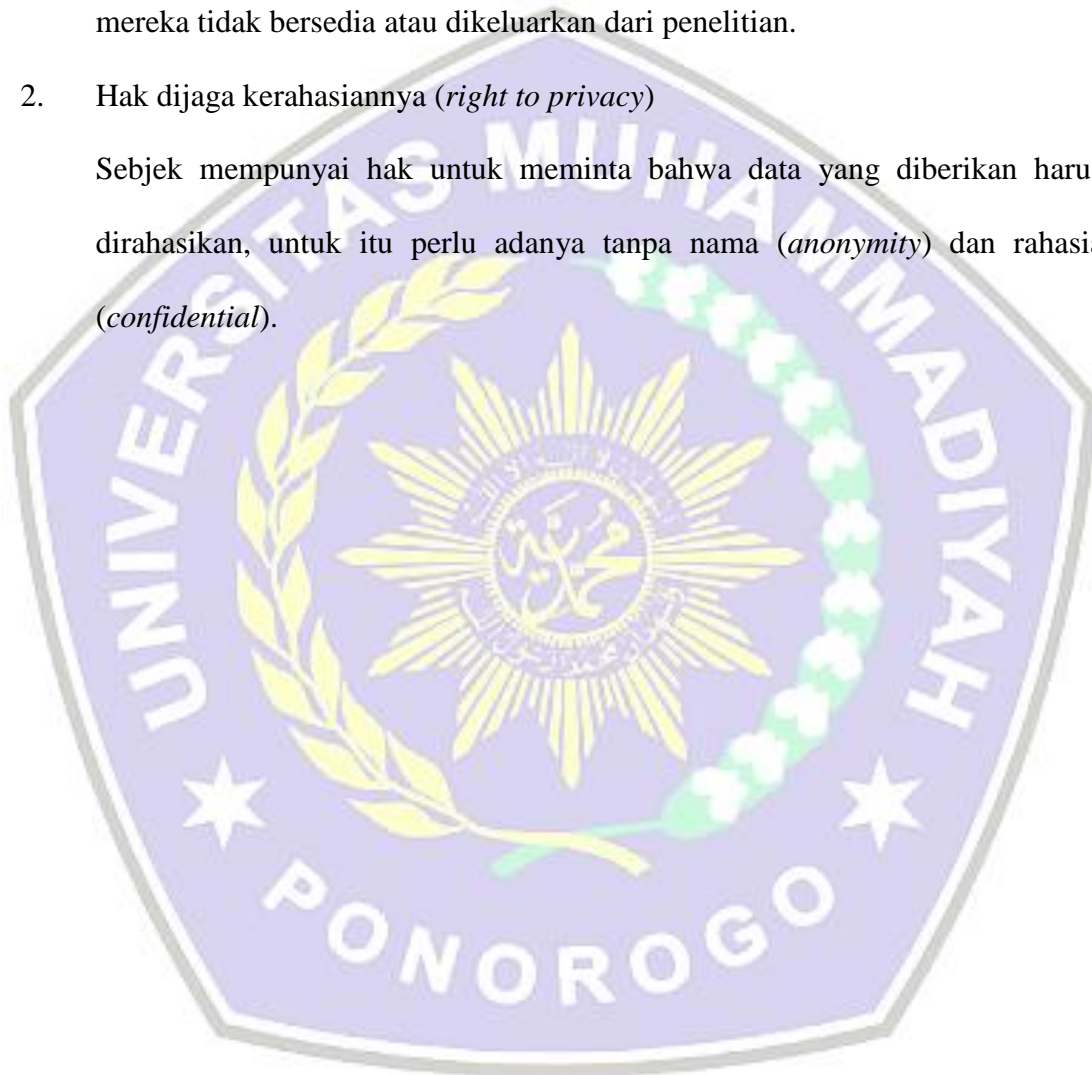 mereka tidak bersedia atau dikeluarkan dari penelitian.
2. Hak dijaga kerahasiannya (right to privacy)
Sebjek mempunyai hak untuk meminta bahwa data yang diberikan haru
dirahasikan, untuk itu perlu adanya tanpa nama (anonymity) dan rahasia
(confidential).
UNIVERSITAS MUHAMMADIYAH
PONOROGO
محمدية